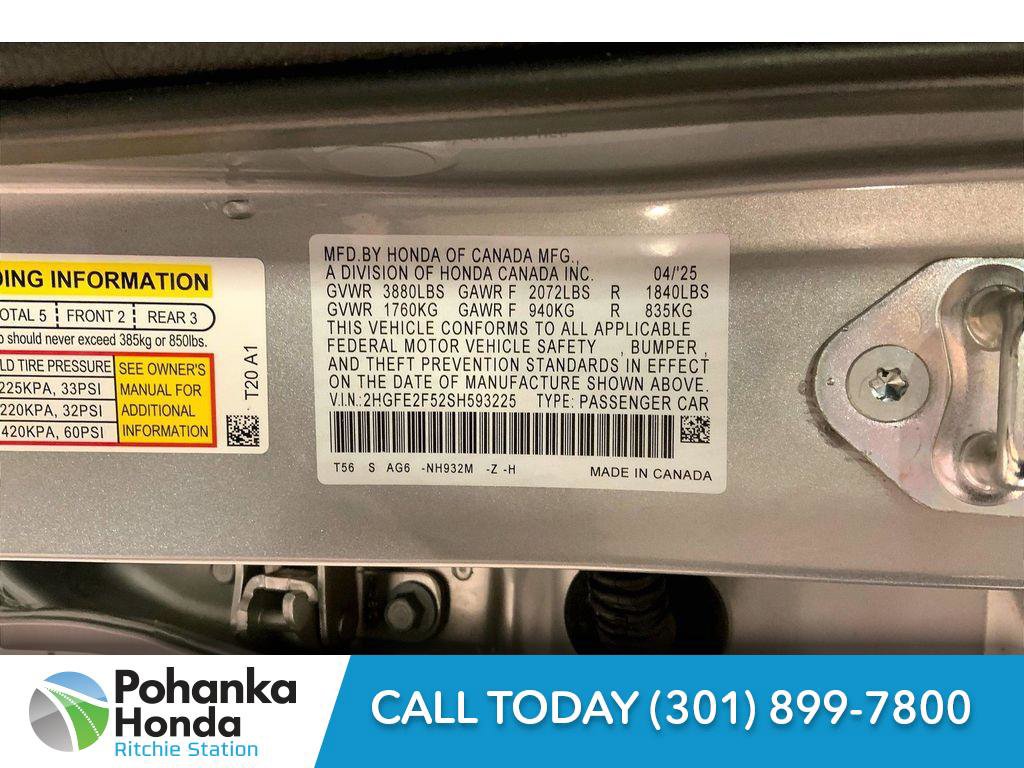 DING INFORMATION
OTAL 5 FRONT 2 REAR 3
o should never exceed 385kg or 850lbs.
LD TIRE PRESSURE
225KPA, 33PSI
220KPA, 32PSI
420KPA, 60PSI
SEE OWNER'S
MANUAL FOR
ADDITIONAL
INFORMATION
T20 A1
MFD.BY HONDA OF CANADA MFG.,
A DIVISION OF HONDA CANADA INC. 04/'25
GVWR 3880LBS GAWR F 2072LBS R 1840LBS
GVWR 1760KG GAWR F 940KG R 835KG
THIS VEHICLE CONFORMS TO ALL APPLICABLE
FEDERAL MOTOR VEHICLE SAFETY , BUMPER ,
AND THEFT PREVENTION STANDARDS IN EFFECT
ON THE DATE OF MANUFACTURE SHOWN ABOVE.
V.IN.:2HGFE2F52SH593225 TYPE: PASSENGER CAR
T56 S AG6 -NH932M -Z -H MADE IN CANADA
Pohanka
Honda
Ritchie Station
CALL TODAY (301) 899-7800